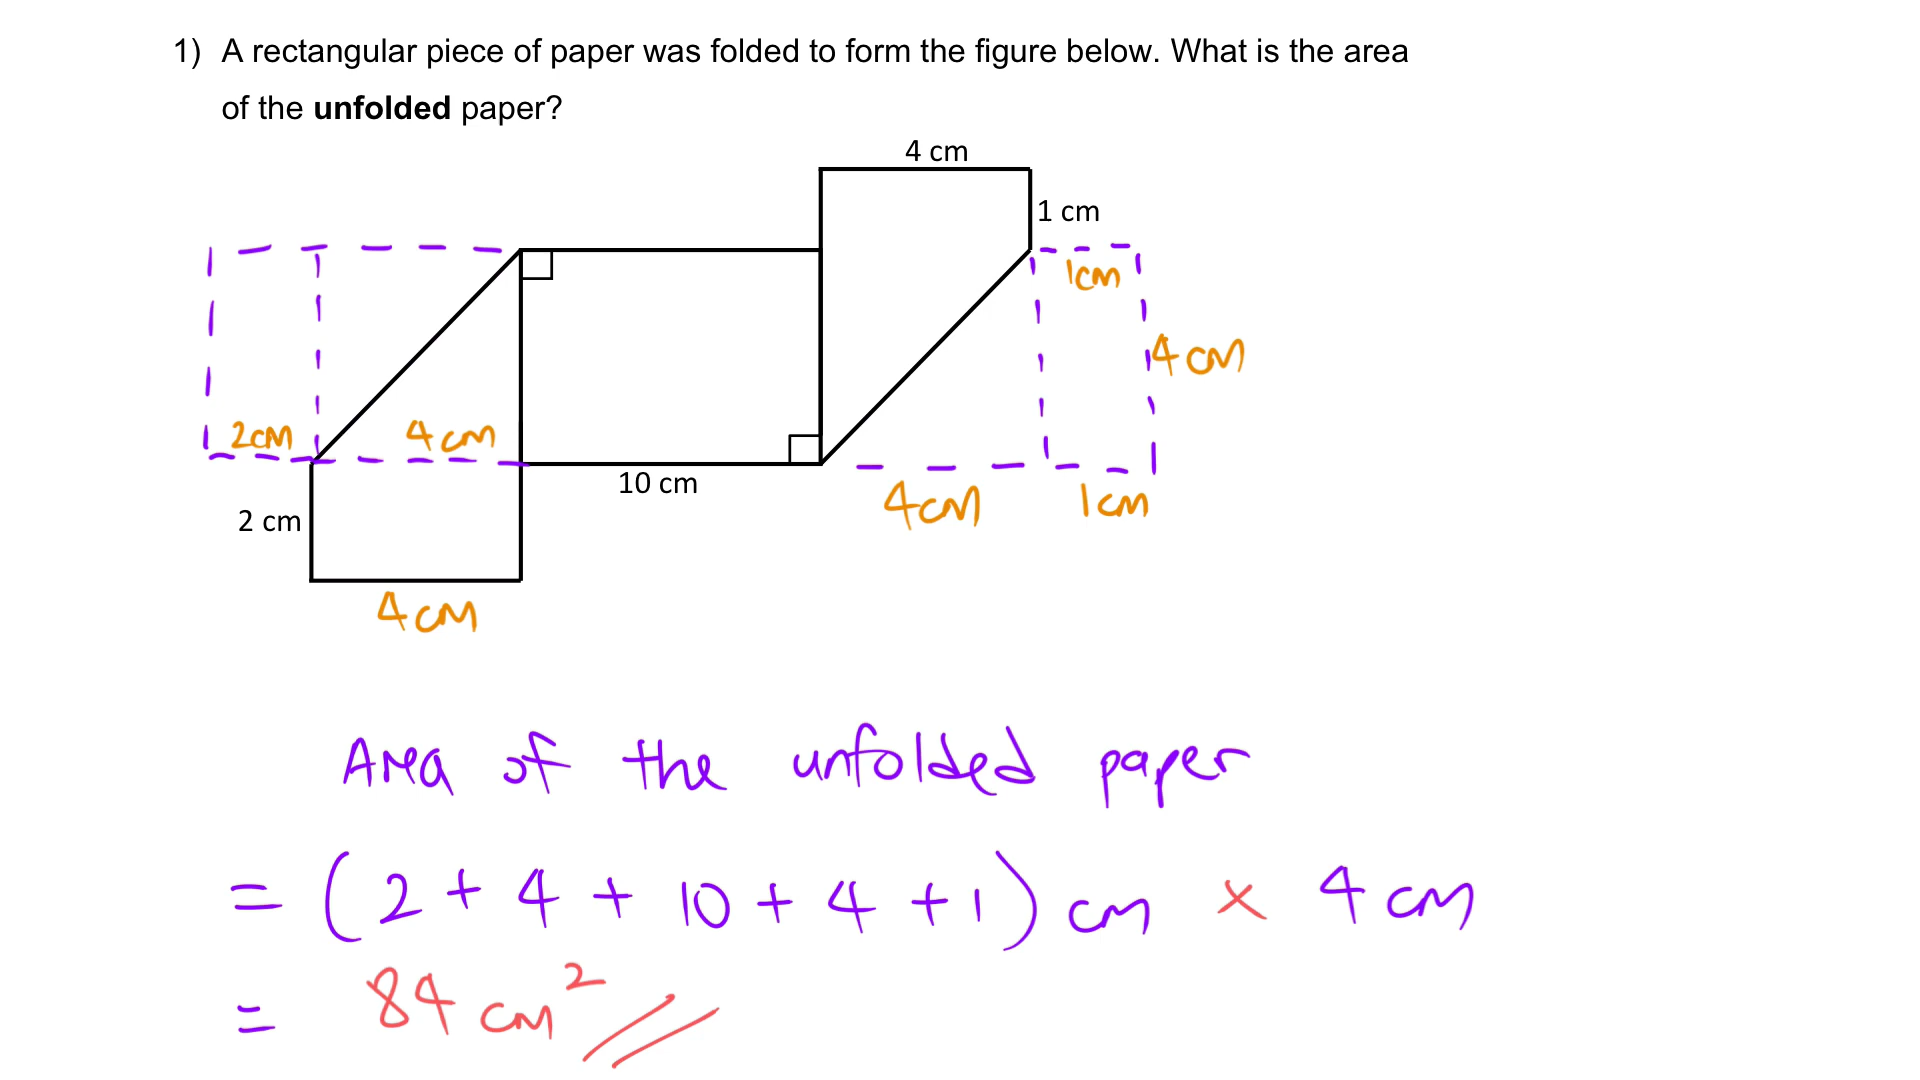 1) A rectangular piece of paper was folded to form the figure below. What is the area
of the unfolded paper?
4 cm
1 cm
1cm
4cm
2cm
4cm
10 cm
4cm
1cm
2 cm
4cm
Area of the unfolded paper
= (2 + 4 + 10 + 4 + 1) cm × 4 cm
= 84 cm²